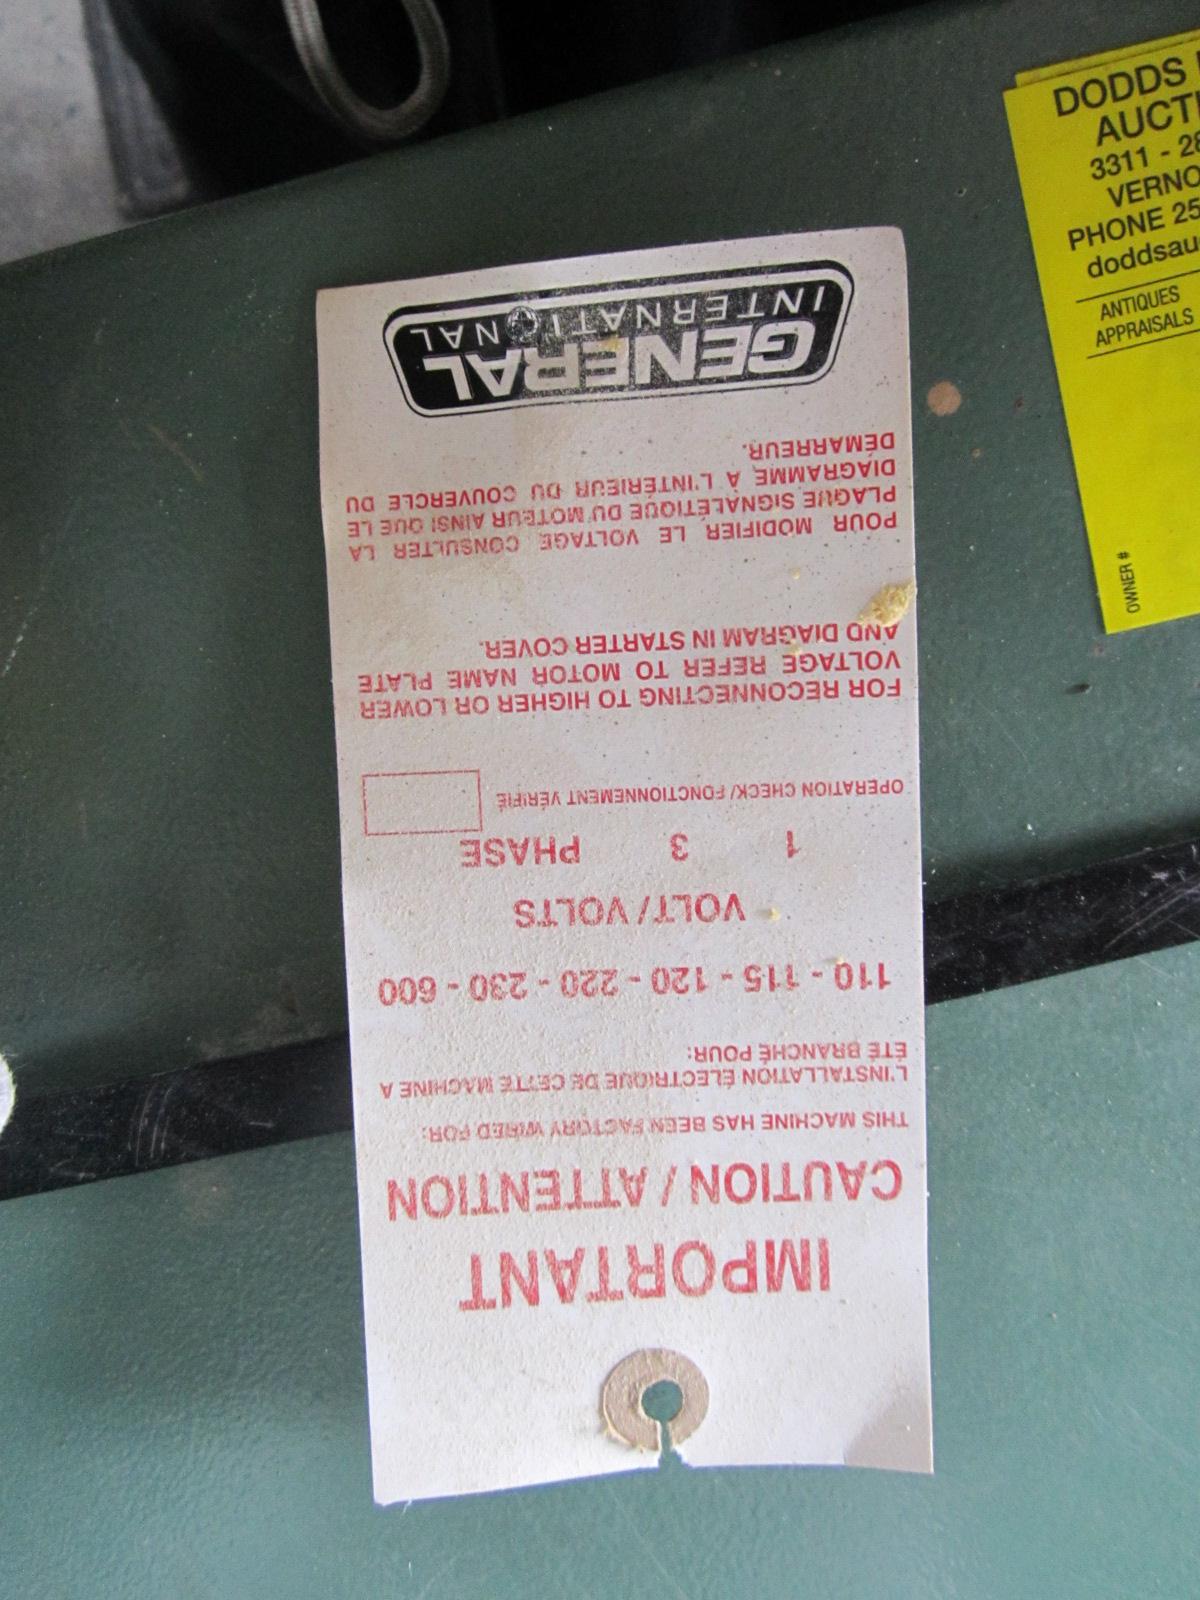 IMPORTANT
CAUTION / ATTENTION
THIS MACHINE HAS BEEN FACTORY WIRED FOR:
L'INSTALLATION ÉLECTRIQUE DE CETTE MACHINE A
ÉTÉ BRANCHÉ POUR:
110 - 115 - 120 - 220 - 230 - 600
VOLT / VOLTS
1 3 PHASE
OPERATION CHECK/ FONCTIONNEMENT VÉRIFIÉ
FOR RECONNECTING TO HIGHER OR LOWER
VOLTAGE REFER TO MOTOR NAME PLATE
AND DIAGRAM IN STARTER COVER.
POUR MODIFIER LE VOLTAGE CONSULTER LA
PLAQUE SIGNALÉTIQUE DU MOTEUR AINSI QUE LE
DIAGRAMME À L'INTÉRIEUR DU COUVERCLE DU
DÉMARREUR.
GENERAL
INTERNATIONAL
DODDS
AUCTI
3311 - 28
VERNO
PHONE 25
doddsau
ANTIQUES
APPRAISALS
OWNER #